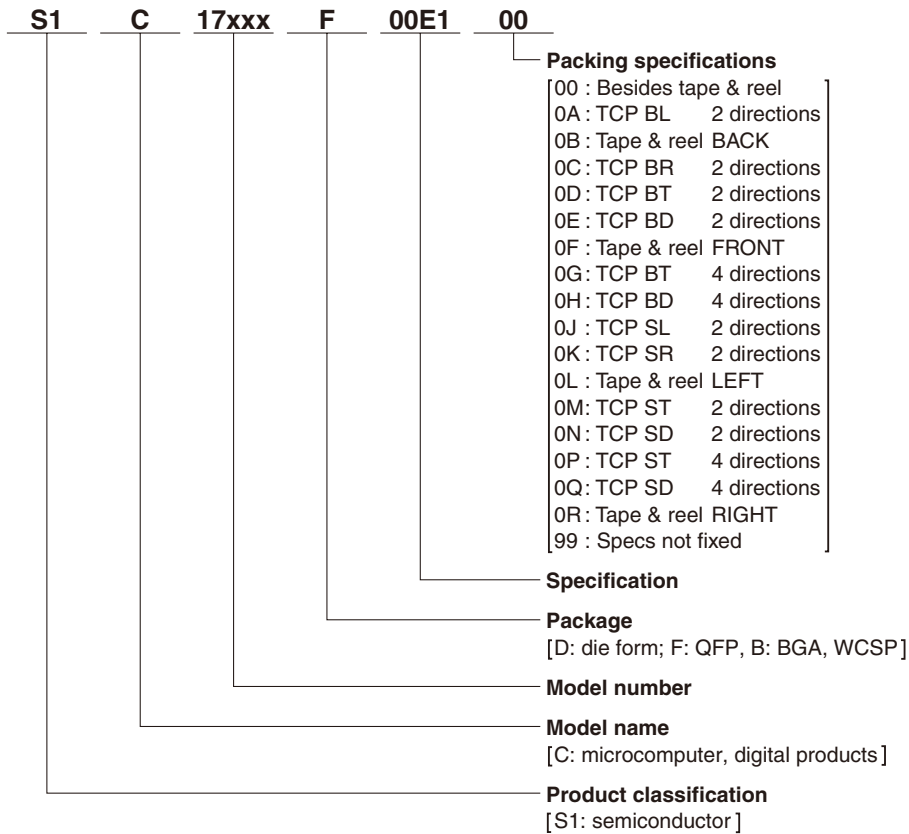 S1 C 17xxx F 00E1 00
Packing specifications
[00 : Besides tape & reel]
0A : TCP BL 2 directions
0B : Tape & reel BACK
0C : TCP BR 2 directions
0D : TCP BT 2 directions
0E : TCP BD 2 directions
0F : Tape & reel FRONT
0G : TCP BT 4 directions
0H : TCP BD 4 directions
0J : TCP SL 2 directions
0K : TCP SR 2 directions
0L : Tape & reel LEFT
0M: TCP ST 2 directions
0N : TCP SD 2 directions
0P : TCP ST 4 directions
0Q : TCP SD 4 directions
0R : Tape & reel RIGHT
99 : Specs not fixed
Specification
Package
[D: die form; F: QFP, B: BGA, WCSP]
Model number
Model name
[C: microcomputer, digital products]
Product classification
[S1: semiconductor]